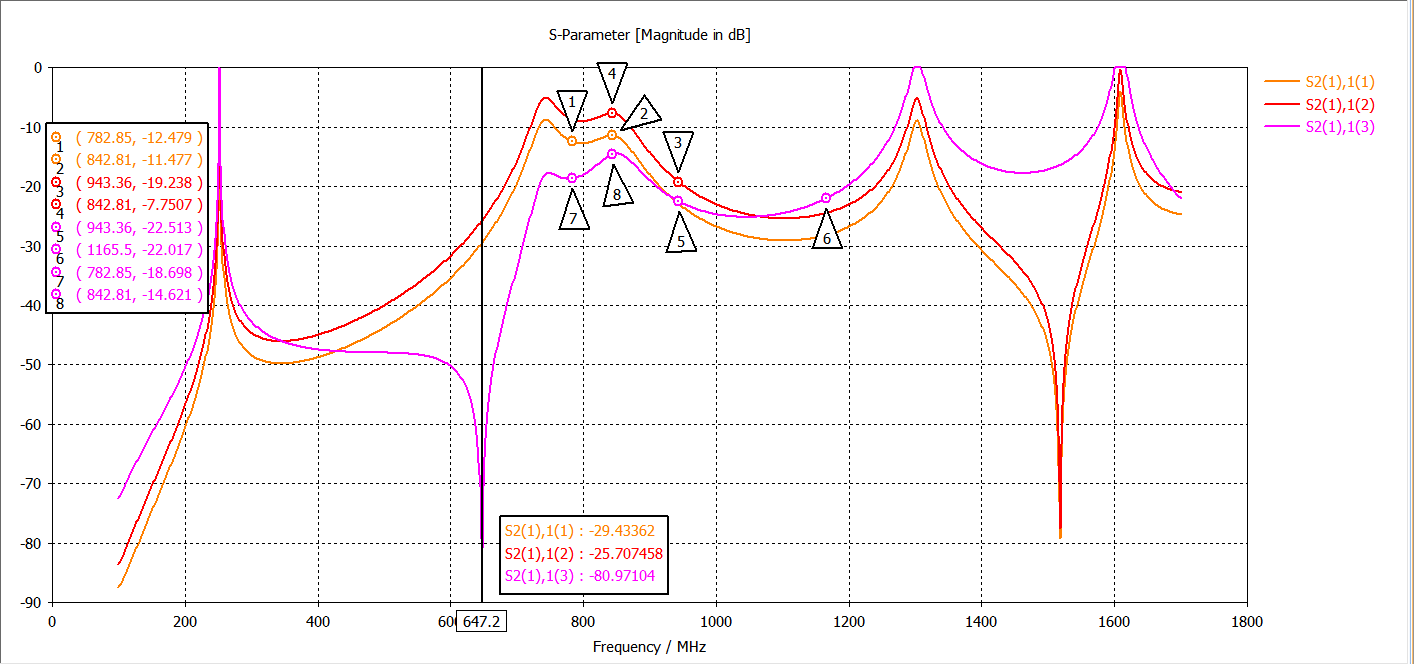 S-Parameter [Magnitude in dB]
0
-10
-20
-30
-40
-50
-60
-70
-80
-90
1 ( 782.85, -12.479 )
2 ( 842.81, -11.477 )
3 ( 943.36, -19.238 )
4 ( 842.81, -7.7507 )
5 ( 943.36, -22.513 )
6 ( 1165.5, -22.017 )
7 ( 782.85, -18.698 )
8 ( 842.81, -14.621 )
4
1
2
3
8
7
5
6
S2(1),1(1)
S2(1),1(2)
S2(1),1(3)
S2(1),1(1) : -29.43362
S2(1),1(2) : -25.707458
S2(1),1(3) : -80.97104
0 200 400 60 647.2 800 1000 1200 1400 1600 1800
Frequency / MHz